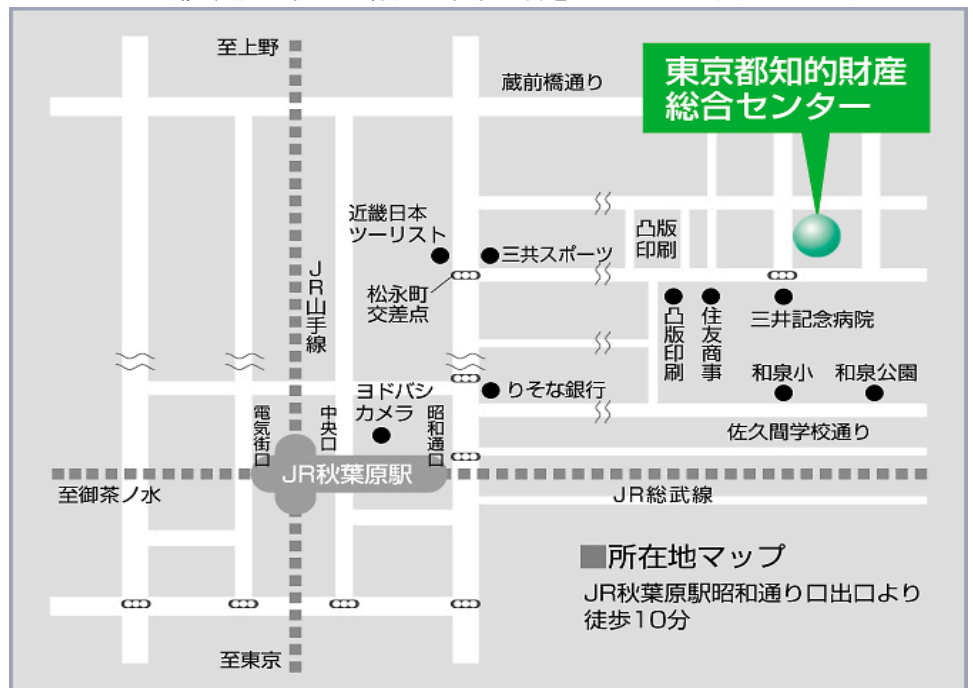 至上野
蔵前橋通り
東京都知的財産
総合センター
近畿日本
ツーリスト
三共スポーツ
凸版
印刷
JR山手線
松永町
交差点
凸版印刷
住友商事
三井記念病院
ヨドバシ
カメラ
りそな銀行
和泉小
和泉公園
電気街口
中央口
昭和通口
佐久間学校通り
JR秋葉原駅
至御茶ノ水
JR総武線
■所在地マップ
JR秋葉原駅昭和通り口出口より
徒歩10分
至東京